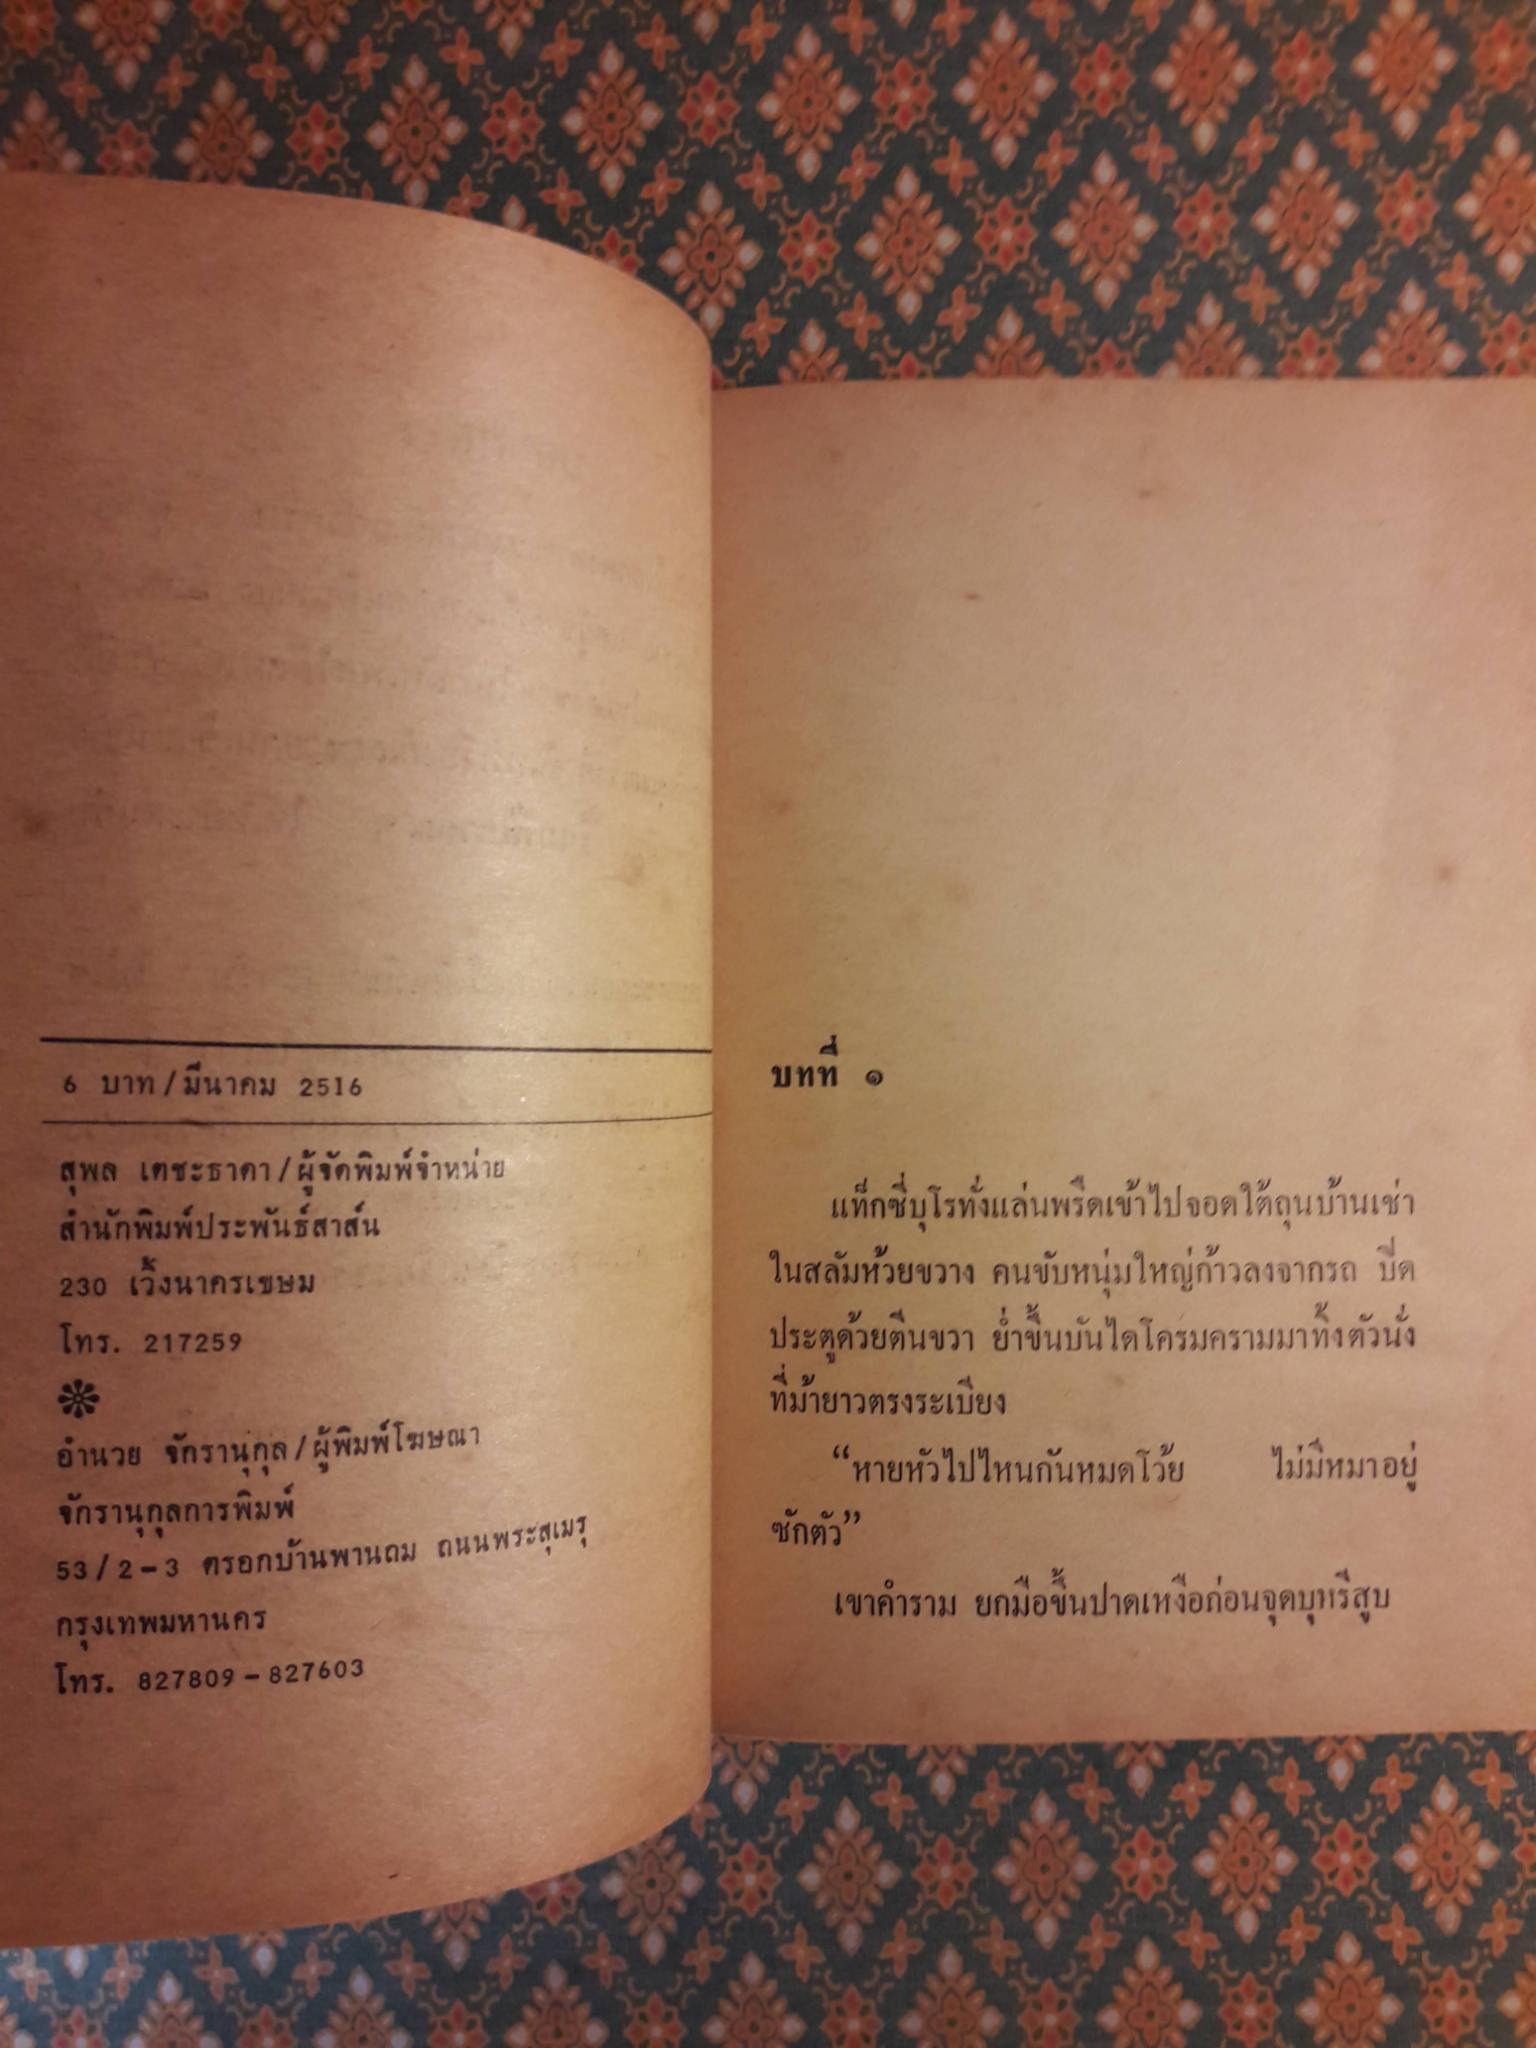 6 บาท/มีนาคม 2516
สุพล เตชะธาดา/ผู้จัดพิมพ์จำหน่าย
สำนักพิมพ์ประพันธ์สาส์น
230 เวิ้งนาครเขษม
โทร. 217259
อำนวย จักรานุกุล/ผู้พิมพ์โฆษณา
จักรานุกูลการพิมพ์
53/2-3 ตรอกบ้านพานถม ถนนพระสุเมรุ
กรุงเทพมหานคร
โทร. 827809-827603
บทที่ ๑
แท็กซี่บุโรทั่งแล่นพรืดเข้าไปจอดใต้ถุนบ้านเช่า
ในสลัมห้วยขวาง คนขับหนุ่มใหญ่ก้าวลงจากรถ ปิด
ประตูด้วยตีนขวา ย่ำขึ้นบันไดโครมครามมาทิ้งตัวนั่ง
ที่ม้ายาวตรงระเบียง
“หายหัวไปไหนกันหมดโว้ย ไม่มีหมาอยู่
ซักตัว”
เขาคำราม ยกมือขึ้นปาดเหงือก่อนจุดบุหรี่สูบ